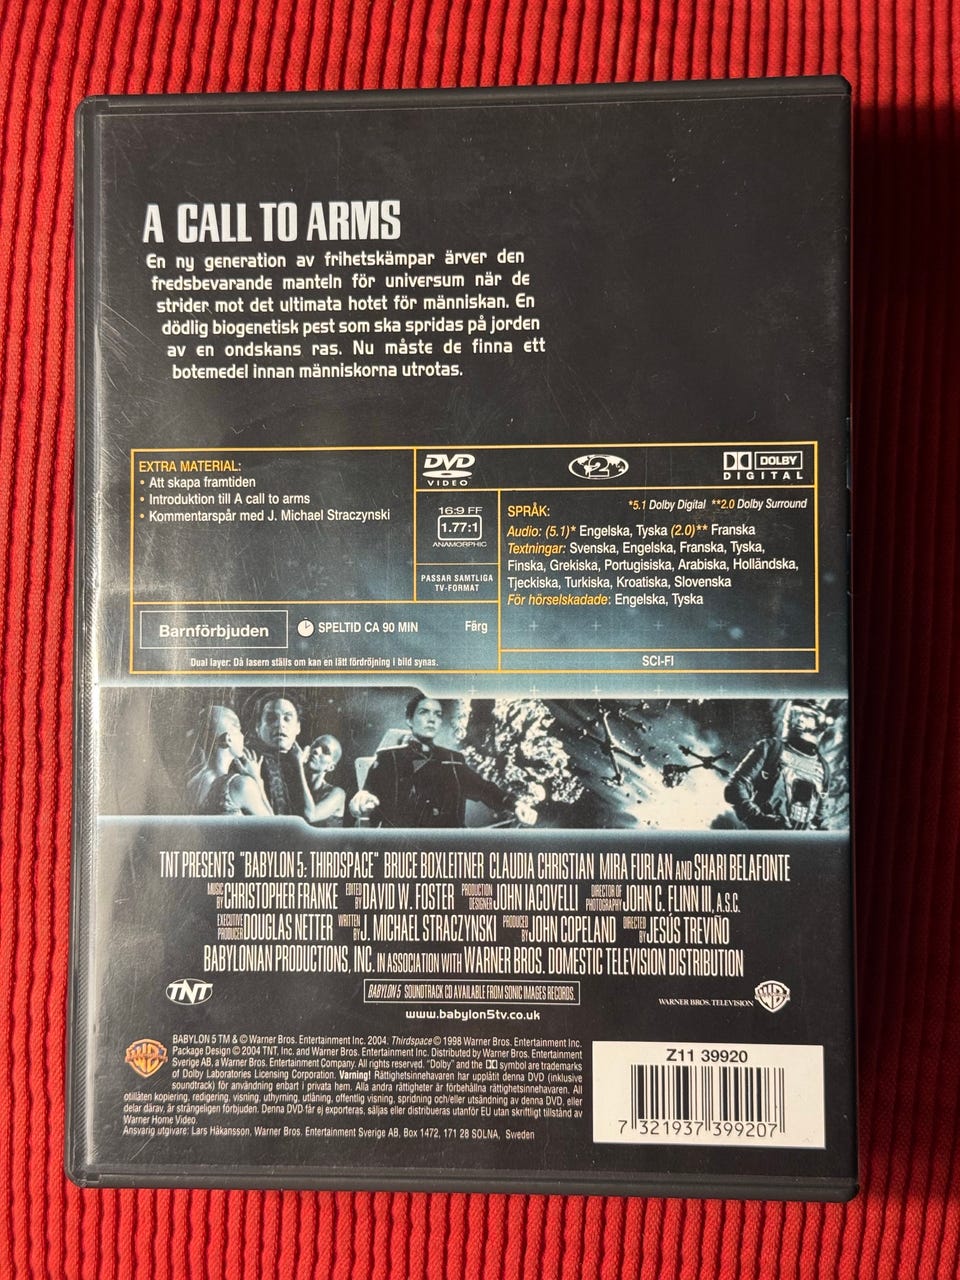 A CALL TO ARMS
En ny generation av frihetskämpar ärver den
fredsbevarande manteln för universum när de
strider mot det ultimata hotet för människan. En
dödlig biogenetisk pest som ska spridas på jorden
av en ondskans ras. Nu måste de finna ett
botemedel innan människorna utrotas.
EXTRA MATERIAL:
• Att skapa framtiden
• Introduktion till A call to arms
• Kommentarspår med J. Michael Straczynski
DVD
VIDEO
2
DOLBY
DIGITAL
16:9 FF
1.77:1
ANAMORPHIC
PASSAR SAMTLIGA
TV-FORMAT
SPRÅK: *5.1 Dolby Digital **2.0 Dolby Surround
Audio: (5.1)* Engelska, Tyska (2.0)** Franska
Textningar: Svenska, Engelska, Franska, Tyska,
Finska, Grekiska, Portugisiska, Arabiska, Holländska,
Tjeckiska, Turkiska, Kroatiska, Slovenska
För hörselskadade: Engelska, Tyska
Barnförbjuden
SPELTID CA 90 MIN
Färg
Dual layer: Då lasern ställs om kan en lätt fördröjning i bild synas.
SCI-FI
TNT PRESENTS "BABYLON 5: THIRDSPACE" BRUCE BOXLEITNER CLAUDIA CHRISTIAN MIRA FURLAN AND SHARI BELAFONTE
MUSIC BY CHRISTOPHER FRANKE EDITED BY DAVID W. FOSTER PRODUCTION DESIGNER JOHN IACOVELLI DIRECTOR OF PHOTOGRAPHY JOHN C. FLINN III, A.S.C.
EXECUTIVE PRODUCER DOUGLAS NETTER WRITTEN BY J. MICHAEL STRACZYNSKI PRODUCED BY JOHN COPELAND DIRECTED BY JESÚS TREVIÑO
BABYLONIAN PRODUCTIONS, INC. IN ASSOCIATION WITH WARNER BROS. DOMESTIC TELEVISION DISTRIBUTION
TNT
BABYLON 5 SOUNDTRACK CD AVAILABLE FROM SONIC IMAGES RECORDS.
WARNER BROS. TELEVISION
www.babylon5tv.co.uk
BABYLON 5 TM & © Warner Bros. Entertainment Inc. 2004. Thirdspace © 1998 Warner Bros. Entertainment Inc.
Package Design © 2004 TNT, Inc. and Warner Bros. Entertainment Inc. Distributed by Warner Bros. Entertainment
Sverige AB, a Warner Bros. Entertainment Company. All rights reserved. "Dolby" and the DD symbol are trademarks
of Dolby Laboratories Licensing Corporation. Varning! Rättighetsinnehavaren har upplåtit denna DVD (inklusive
soundtrack) för användning enbart i privata hem. Alla andra rättigheter är förbehållna rättighetsinnehavaren. All
otillåten kopiering, redigering, visning, uthyrning, utlåning, offentlig visning, spridning och/eller utsändning av denna DVD, eller
delar därav, är strängeligen förbjuden. Denna DVD får ej exporteras, säljas eller distribueras utanför EU utan skriftligt tillstånd av
Warner Home Video.
Ansvarig utgivare: Lars Håkansson, Warner Bros. Entertainment Sverige AB, Box 1472, 171 28 SOLNA, Sweden
Z11 39920
7 321937 399207